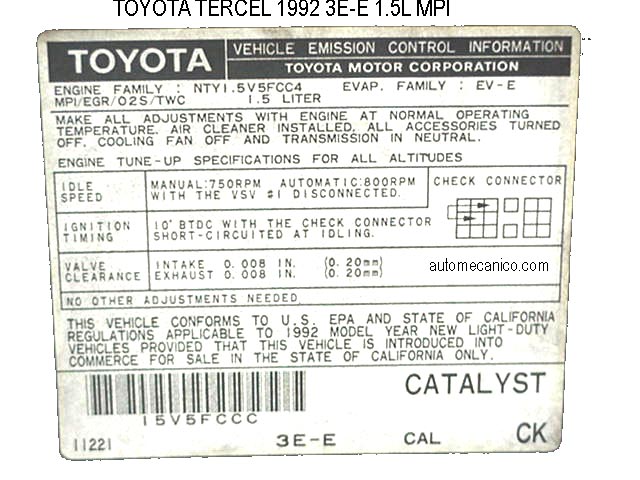 TOYOTA TERCEL 1992 3E-E 1.5L MPI
TOYOTA
VEHICLE EMISSION CONTROL INFORMATION
TOYOTA MOTOR CORPORATION
ENGINE FAMILY : NTY1.5V5FCC4 EVAP. FAMILY : EV-E
MPI/EGR/O2S/TWC 1.5 LITER
MAKE ALL ADJUSTMENTS WITH ENGINE AT NORMAL OPERATING
TEMPERATURE. AIR CLEANER INSTALLED. ALL ACCESSORIES TURNED
OFF. COOLING FAN OFF AND TRANSMISSION IN NEUTRAL.
ENGINE TUNE-UP SPECIFICATIONS FOR ALL ALTITUDES
IDLE SPEED
MANUAL:750RPM AUTOMATIC:800RPM
WITH THE VSV #1 DISCONNECTED.
CHECK CONNECTOR
IGNITION TIMING
10° BTDC WITH THE CHECK CONNECTOR
SHORT-CIRCUITED AT IDLING.
VALVE CLEARANCE
INTAKE 0.008 IN. (0.20mm)
EXHAUST 0.008 IN. (0.20mm)
automecanico.com
NO OTHER ADJUSTMENTS NEEDED
THIS VEHICLE CONFORMS TO U.S. EPA AND STATE OF CALIFORNIA
REGULATIONS APPLICABLE TO 1992 MODEL YEAR NEW LIGHT-DUTY
VEHICLES PROVIDED THAT THIS VEHICLE IS INTRODUCED INTO
COMMERCE FOR SALE IN THE STATE OF CALIFORNIA ONLY.
15V5FCCC
CATALYST
11221 3E-E CAL CK